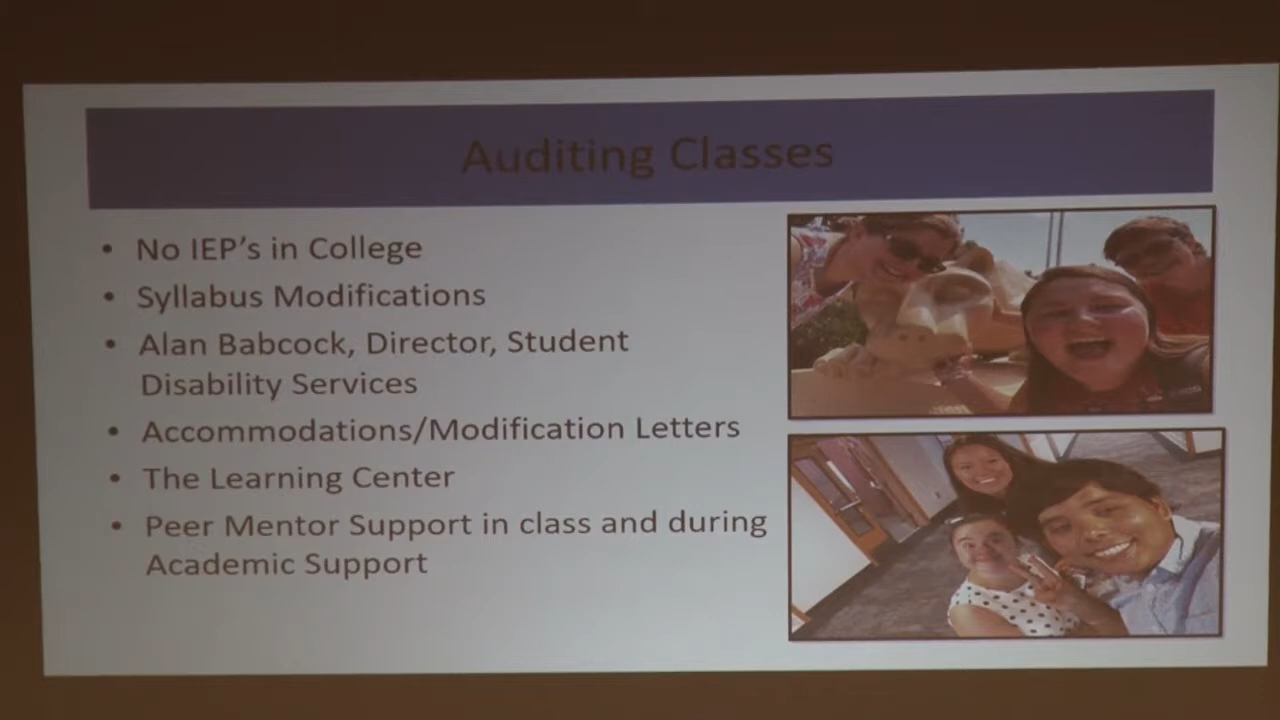 Auditing Classes
• No IEP's in College
• Syllabus Modifications
• Alan Babcock, Director, Student
Disability Services
• Accommodations/Modification Letters
• The Learning Center
• Peer Mentor Support in class and during
Academic Support